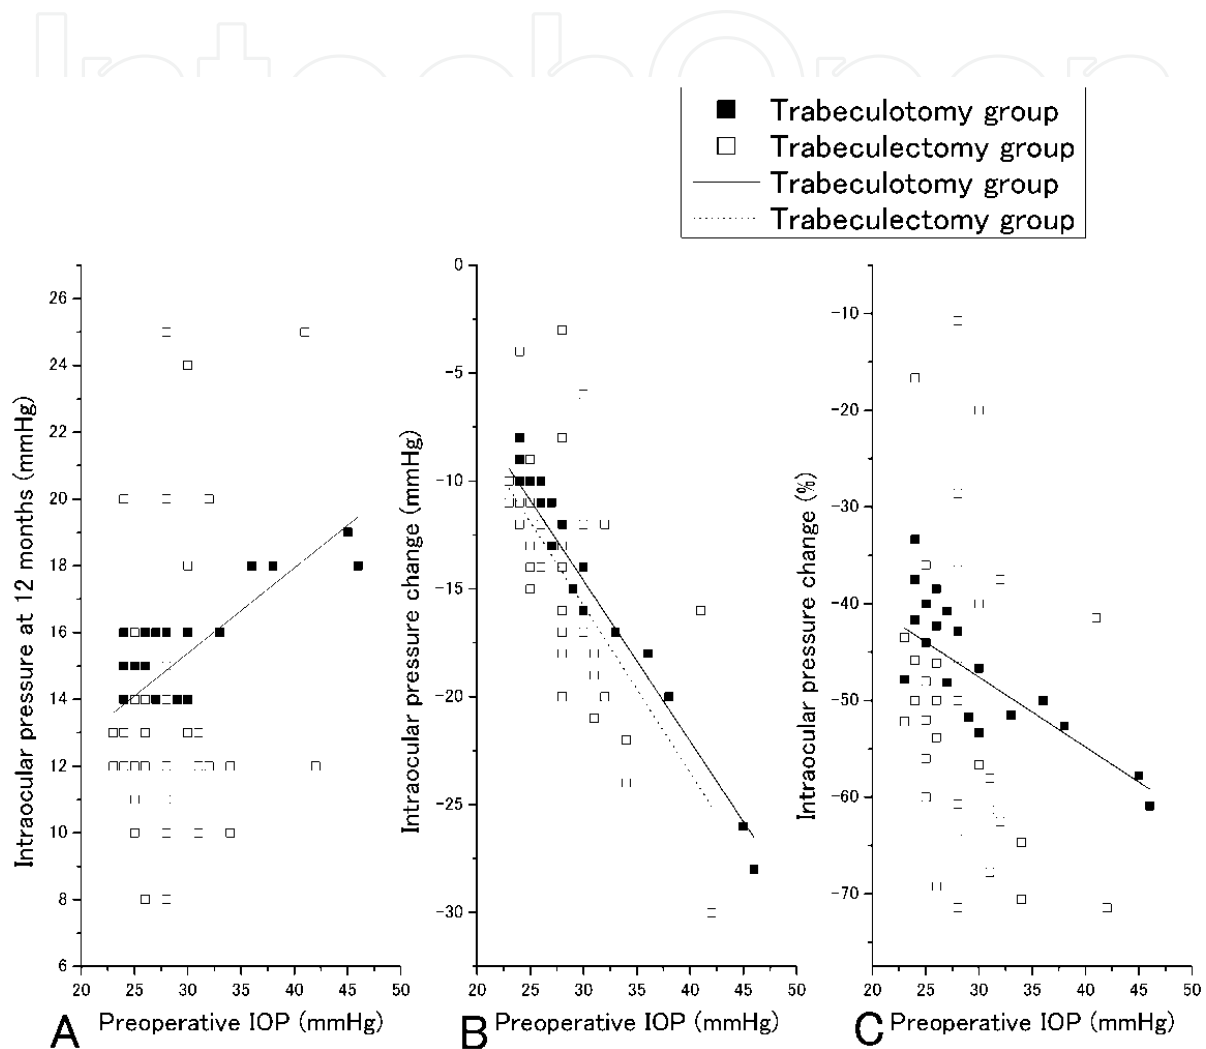 IntechOpen
Trabeculotomy group
Trabeculectomy group
Trabeculotomy group
Trabeculectomy group
Intraocular pressure at 12 months (mmHg)
26
24
22
20
18
16
14
12
10
8
6
20 25 30 35 40 45 50
A Preoperative IOP (mmHg)
Intraocular pressure change (mmHg)
0
-5
-10
-15
-20
-25
-30
20 25 30 35 40 45 50
B Preoperative IOP (mmHg)
Intraocular pressure change (%)
-10
-20
-30
-40
-50
-60
-70
20 25 30 35 40 45 50
C Preoperative IOP (mmHg)